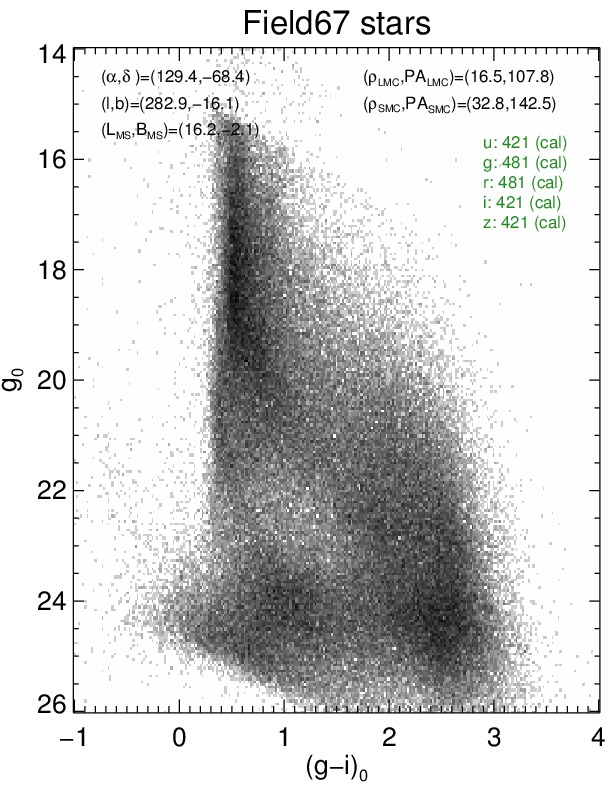 Field67 stars
(α,δ)=(129.4,−68.4)
(ρLMC,PALMC)=(16.5,107.8)
(l,b)=(282.9,−16.1)
(ρSMC,PASMC)=(32.8,142.5)
(LMS,BMS)=(16.2,−2.1)
u: 421 (cal)
g: 481 (cal)
r: 481 (cal)
i: 421 (cal)
z: 421 (cal)
14
16
18
20
22
24
26
g0
−1 0 1 2 3 4
(g−i)0